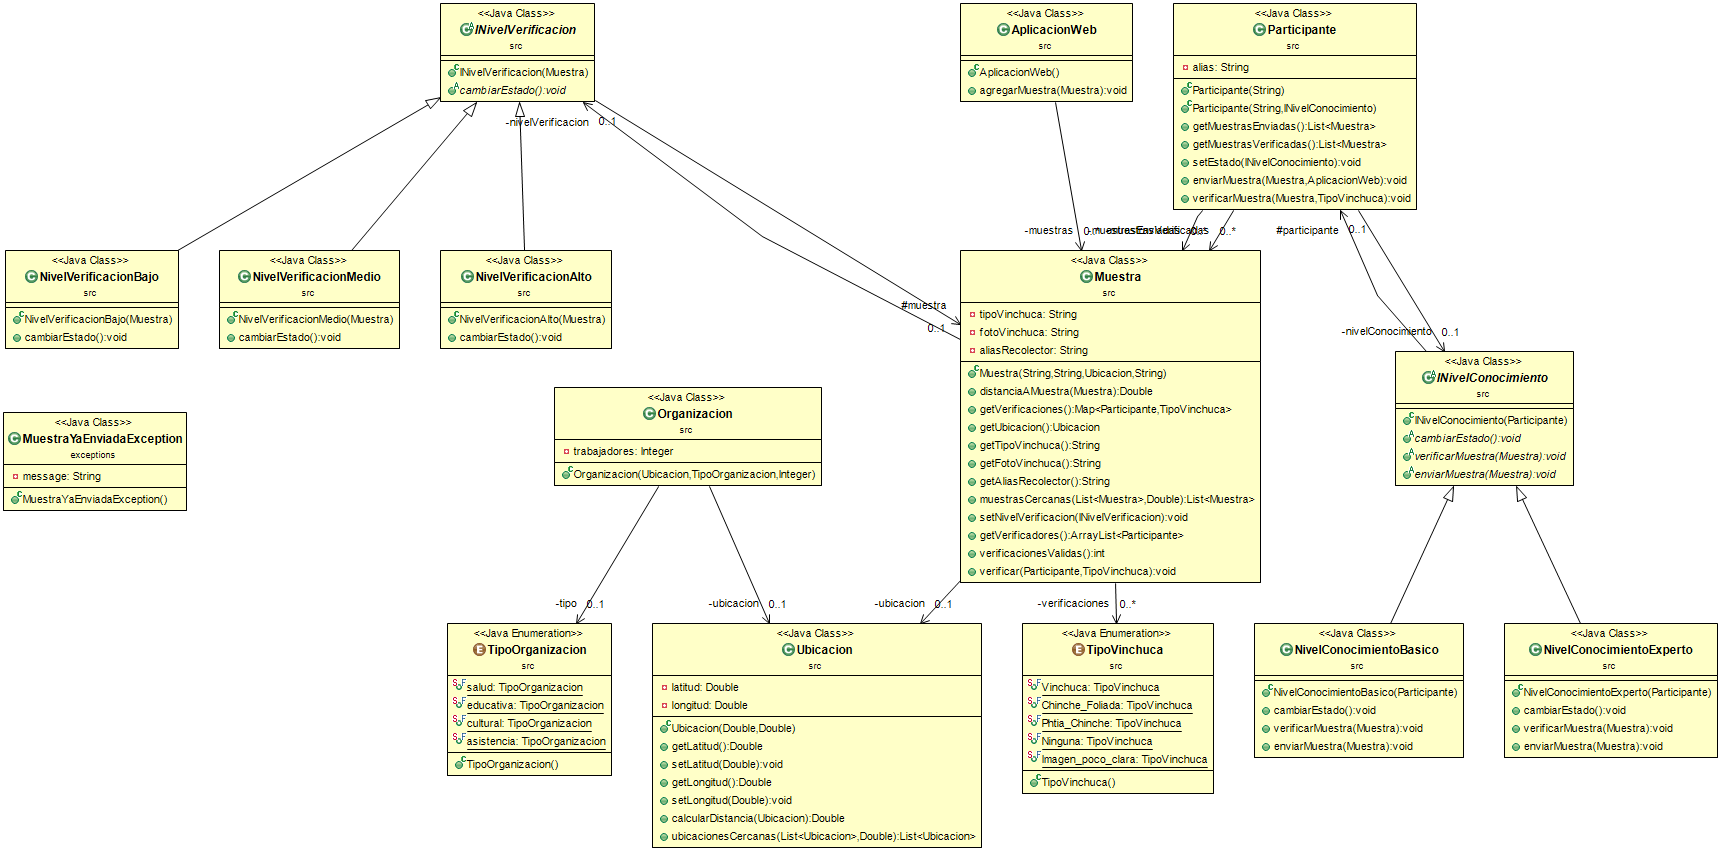 <<Java Class>>
INivelVerificacion
src
INivelVerificacion(Muestra)
cambiarEstado():void
<<Java Class>>
AplicacionWeb
src
AplicacionWeb()
agregarMuestra(Muestra):void
<<Java Class>>
Participante
src
alias: String
Participante(String)
Participante(String,INivelConocimiento)
getMuestrasEnviadas():List<Muestra>
getMuestrasVerificadas():List<Muestra>
setEstado(INivelConocimiento):void
enviarMuestra(Muestra,AplicacionWeb):void
verificarMuestra(Muestra,TipoVinchuca):void
-nivelVerificacion 0..1
-muestras
0..*
#participante 0..1
#muestra
0..1
-nivelConocimiento 0..1
<<Java Class>>
NivelVerificacionBajo
src
NivelVerificacionBajo(Muestra)
cambiarEstado():void
<<Java Class>>
NivelVerificacionMedio
src
NivelVerificacionMedio(Muestra)
cambiarEstado():void
<<Java Class>>
NivelVerificacionAlto
src
NivelVerificacionAlto(Muestra)
cambiarEstado():void
<<Java Class>>
Muestra
src
tipoVinchuca: String
fotoVinchuca: String
aliasRecolector: String
Muestra(String,String,Ubicacion,String)
distanciaAMuestra(Muestra):Double
getVerificaciones():Map<Participante,TipoVinchuca>
getUbicacion():Ubicacion
getTipoVinchuca():String
getFotoVinchuca():String
getAliasRecolector():String
muestrasCercanas(List<Muestra>,Double):List<Muestra>
setNivelVerificacion(INivelVerificacion):void
getVerificadores():ArrayList<Participante>
verificacionesValidas():int
verificar(Participante,TipoVinchuca):void
<<Java Class>>
INivelConocimiento
src
INivelConocimiento(Participante)
cambiarEstado():void
verificarMuestra(Muestra):void
enviarMuestra(Muestra):void
<<Java Class>>
MuestraYaEnviadaException
exceptions
message: String
MuestraYaEnviadaException()
<<Java Class>>
Organizacion
src
trabajadores: Integer
Organizacion(Ubicacion,TipoOrganizacion,Integer)
-tipo 0..1
-ubicacion 0..1
-ubicacion 0..1
-verificaciones 0..*
<<Java Enumeration>>
TipoOrganizacion
src
salud: TipoOrganizacion
educativa: TipoOrganizacion
cultural: TipoOrganizacion
asistencia: TipoOrganizacion
TipoOrganizacion()
<<Java Class>>
Ubicacion
src
latitud: Double
longitud: Double
Ubicacion(Double,Double)
getLatitud():Double
setLatitud(Double):void
getLongitud():Double
setLongitud(Double):void
calcularDistancia(Ubicacion):Double
ubicacionesCercanas(List<Ubicacion>,Double):List<Ubicacion>
<<Java Enumeration>>
TipoVinchuca
src
Vinchuca: TipoVinchuca
Chinche_Foliada: TipoVinchuca
Phtia_Chinche: TipoVinchuca
Ninguna: TipoVinchuca
Imagen_poco_clara: TipoVinchuca
TipoVinchuca()
<<Java Class>>
NivelConocimientoBasico
src
NivelConocimientoBasico(Participante)
cambiarEstado():void
verificarMuestra(Muestra):void
enviarMuestra(Muestra):void
<<Java Class>>
NivelConocimientoExperto
src
NivelConocimientoExperto(Participante)
cambiarEstado():void
verificarMuestra(Muestra):void
enviarMuestra(Muestra):void